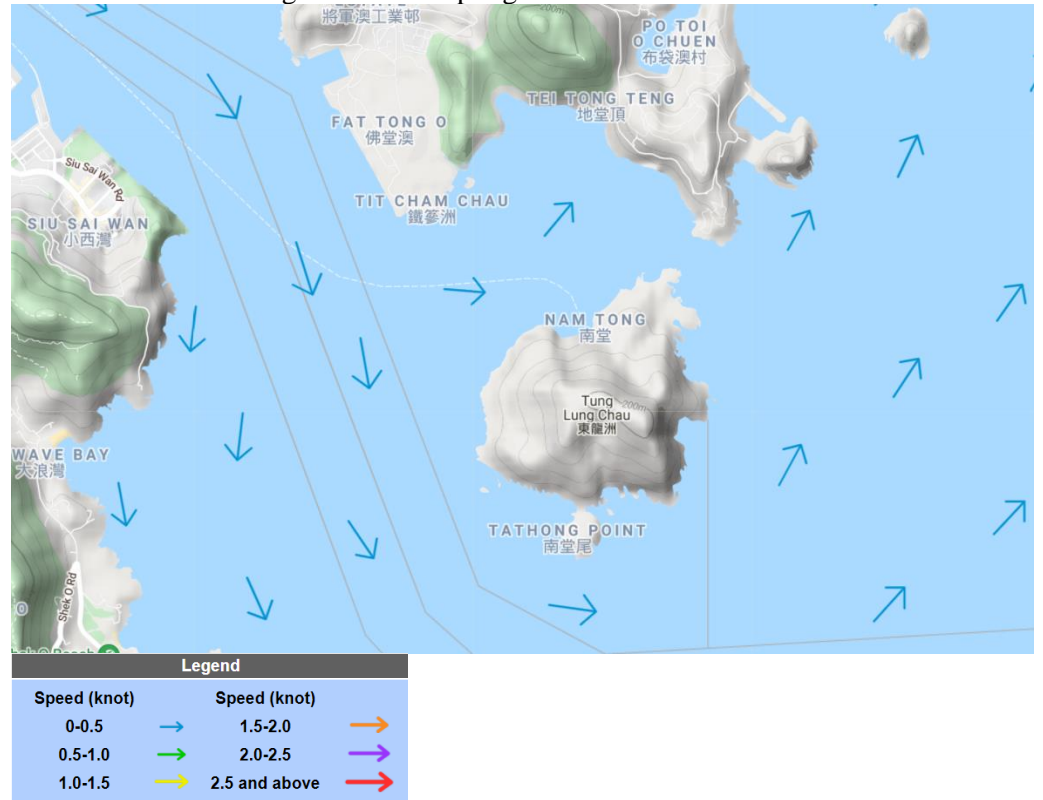 將軍澳工業邨
200m
PO TOI
O CHUEN
布袋澳村
TEI TONG TENG
地堂頂
FAT TONG O
佛堂澳
Siu Sai Wan Rd
TIT CHAM CHAU
鐵篸洲
SIU SAI WAN
小西灣
NAM TONG
南堂
Tung
Lung Chau
東龍洲
200m
WAVE BAY
大浪灣
TATHONG POINT
南堂尾
Shek O Rd
O
Legend
Speed (knot) Speed (knot)
0-0.5 1.5-2.0
0.5-1.0 2.0-2.5
1.0-1.5 2.5 and above